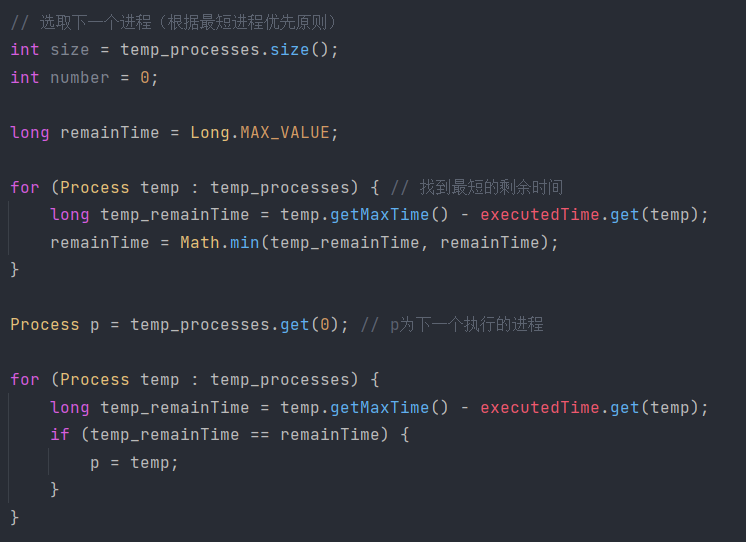 // 选取下一个进程（根据最短进程优先原则）
int size = temp_processes.size();
int number = 0;
long remainTime = Long.MAX_VALUE;
for (Process temp : temp_processes) { // 找到最短的剩余时间
long temp_remainTime = temp.getMaxTime() - executedTime.get(temp);
remainTime = Math.min(temp_remainTime, remainTime);
}
Process p = temp_processes.get(0); // p为下一个执行的进程
for (Process temp : temp_processes) {
long temp_remainTime = temp.getMaxTime() - executedTime.get(temp);
if (temp_remainTime == remainTime) {
p = temp;
}
}